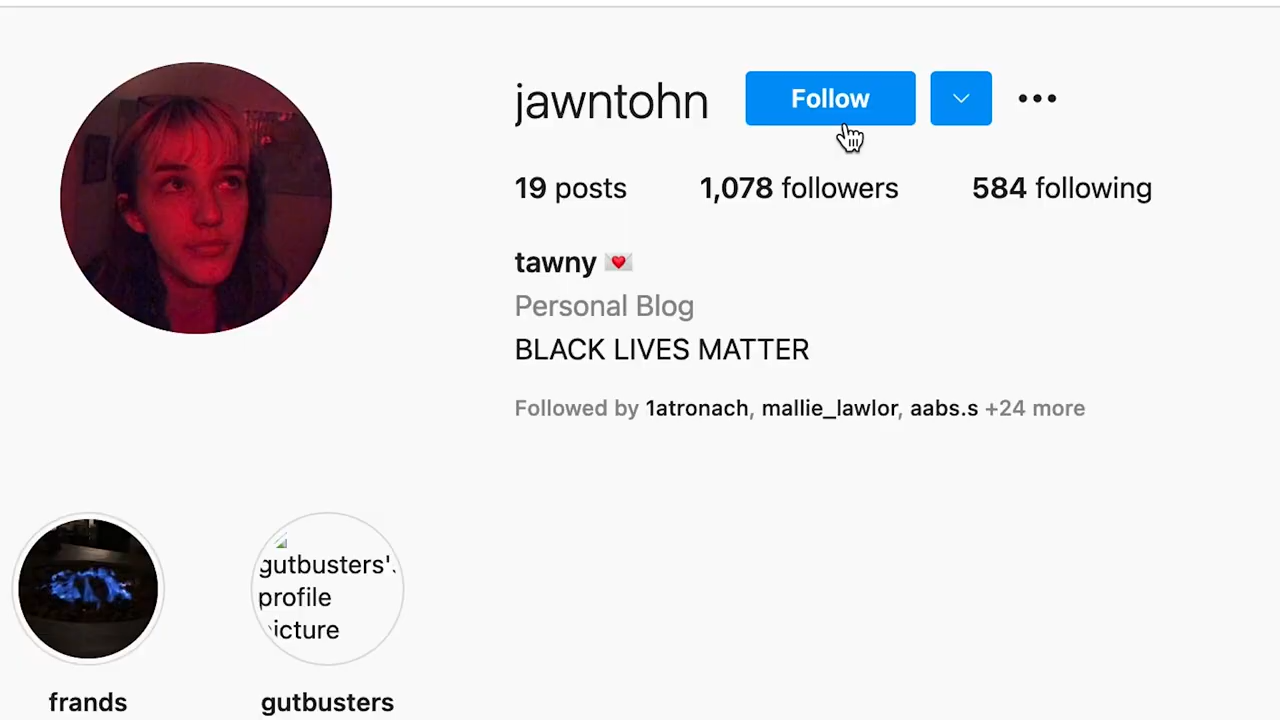 jawntohn Follow
19 posts 1,078 followers 584 following
tawny 💌
Personal Blog
BLACK LIVES MATTER
Followed by 1atronach, mallie_lawlor, aabs.s +24 more
gutbusters'
profile
icture
frands gutbusters